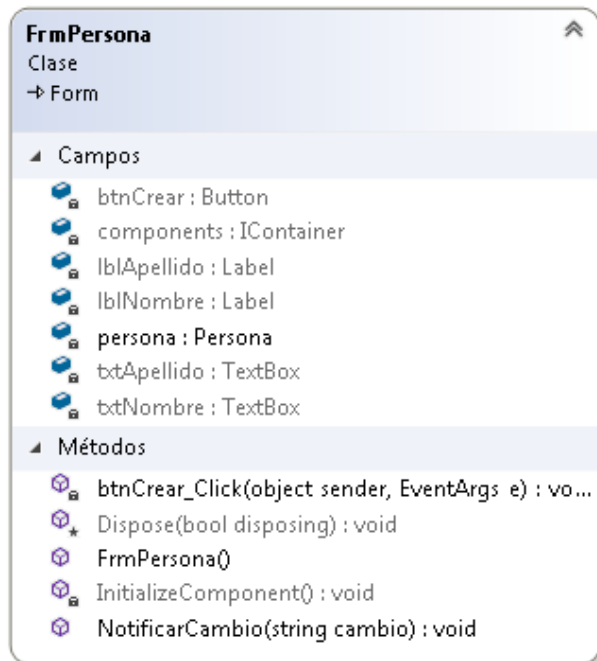 FrmPersona
Clase
Form
Campos
btnCrear : Button
components : IContainer
lblApellido : Label
lblNombre : Label
persona : Persona
txtApellido : TextBox
txtNombre : TextBox
Métodos
btnCrear_Click(object sender, EventArgs e) : vo...
Dispose(bool disposing) : void
FrmPersona()
InitializeComponent() : void
NotificarCambio(string cambio) : void